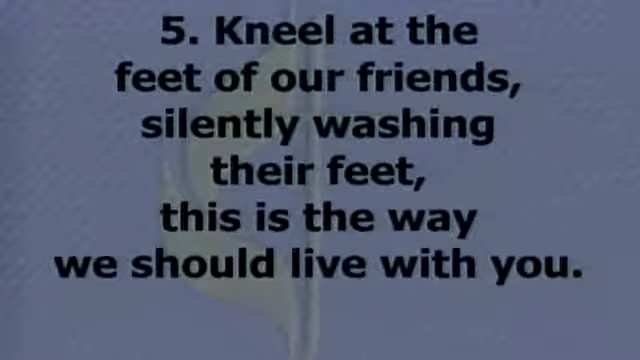 5. Kneel at the
feet of our friends,
silently washing
their feet,
this is the way
we should live with you.